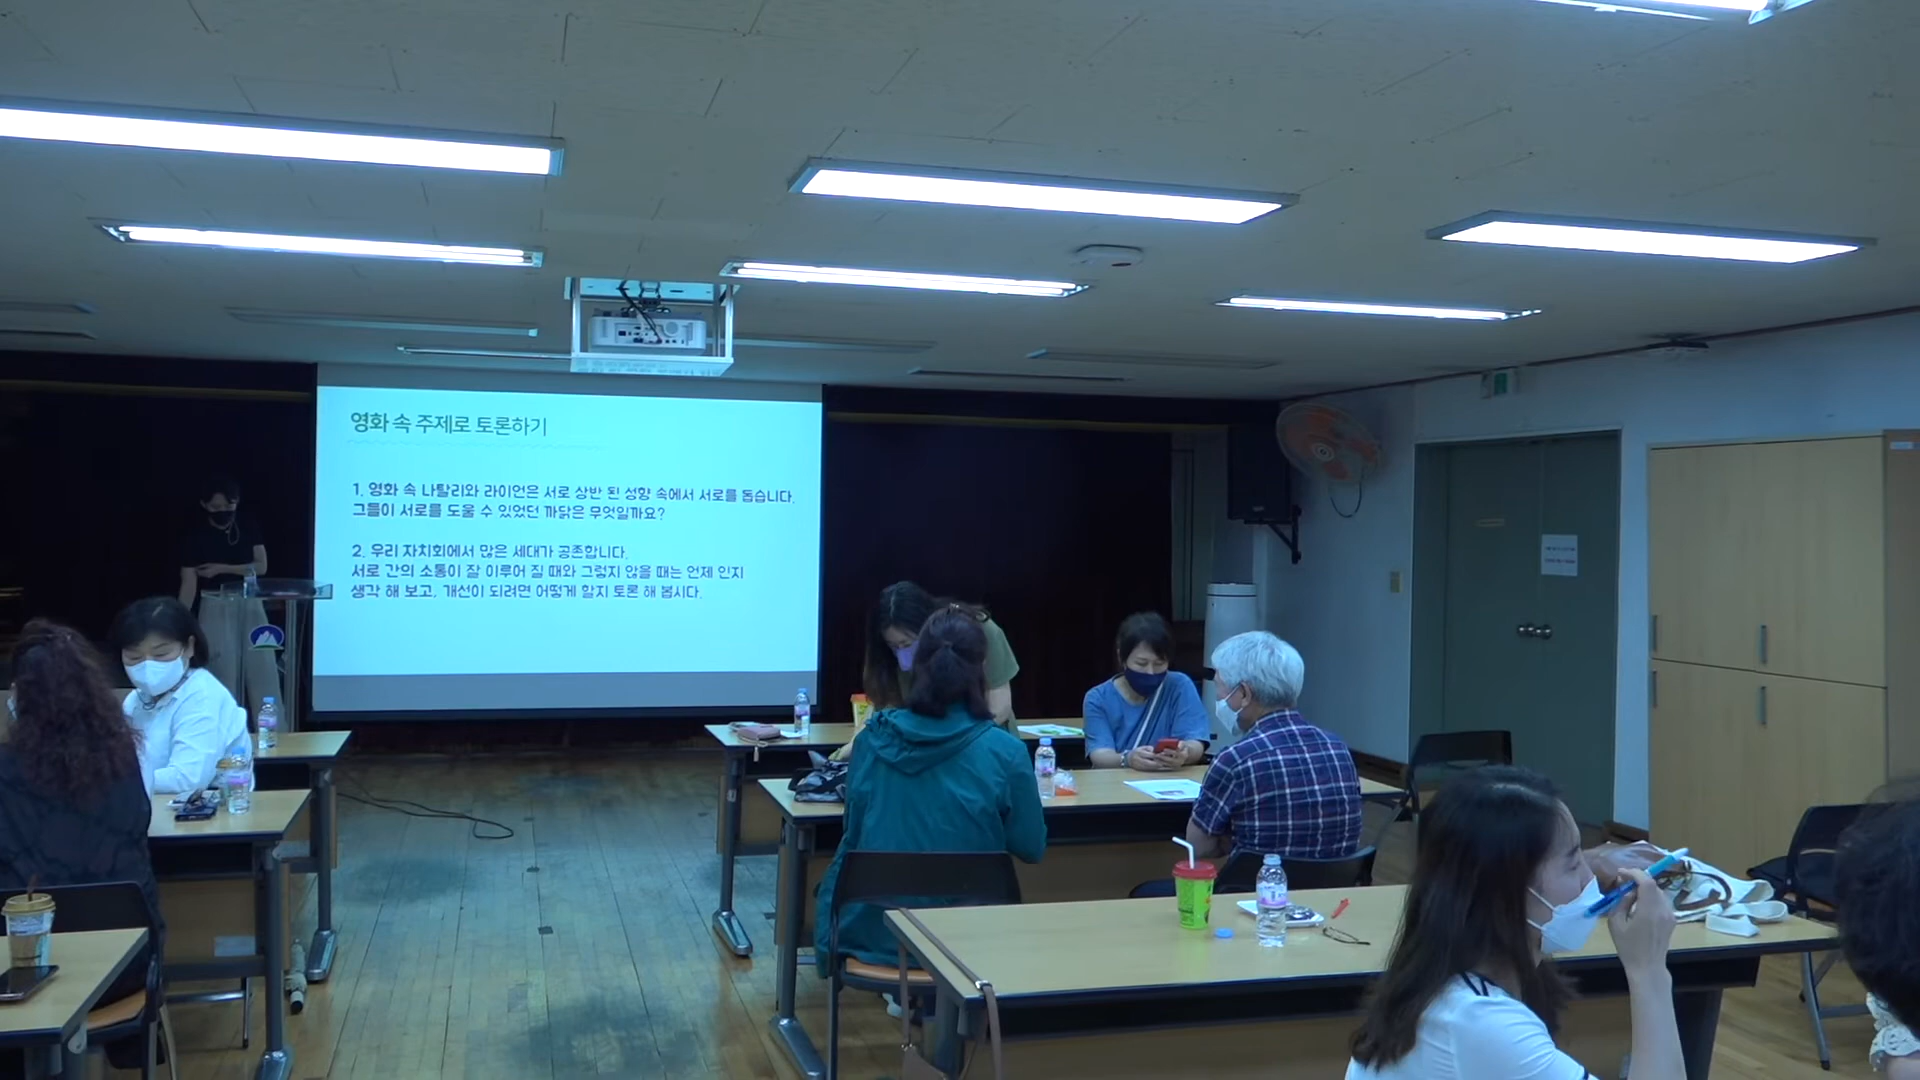 영화 속 주제로 토론하기
1. 영화 속 나탈리와 라이언은 서로 상반 된 성향 속에서 서로를 돕습니다.
그들이 서로를 도울 수 있었던 까닭은 무엇일까요?
2. 우리 자치회에서 많은 세대가 공존합니다.
서로 간의 소통이 잘 이루어 질 때와 그렇지 않을 때는 언제 인지
생각 해 보고, 개선이 되려면 어떻게 할지 토론 해 봅시다.